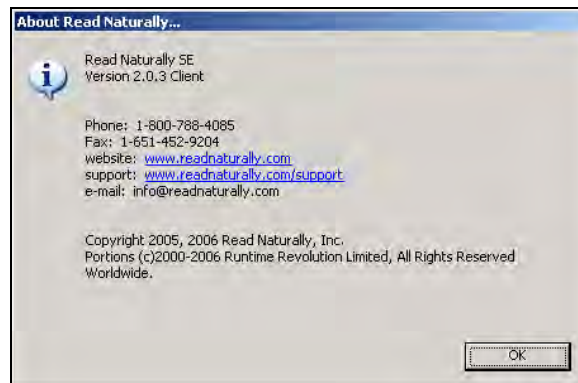 About Read Naturally...
Read Naturally SE
Version 2.0.3 Client
Phone: 1-800-788-4085
Fax: 1-651-452-9204
website: www.readnaturally.com
support: www.readnaturally.com/support
e-mail: info@readnaturally.com
Copyright 2005, 2006 Read Naturally, Inc.
Portions (c)2000-2006 Runtime Revolution Limited, All Rights Reserved
Worldwide.
OK